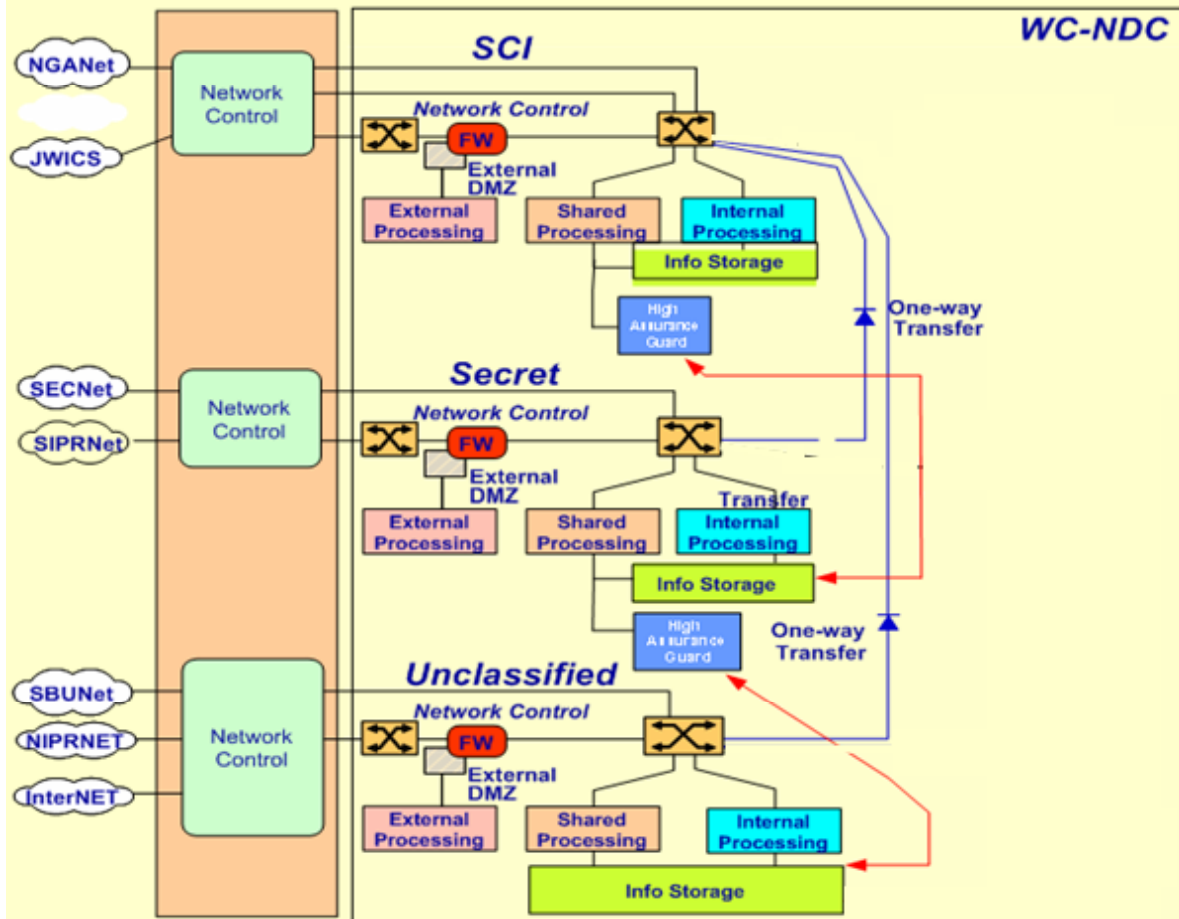 WC-NDC
SCI
NGANet
JWICS
Network
Control
Network Control
FW
External
DMZ
External
Processing
Shared
Processing
Internal
Processing
Info Storage
High
Assurance
Guard
One-way
Transfer
Secret
SECNet
SIPRNet
Network
Control
Network Control
FW
External
DMZ
External
Processing
Shared
Processing
Transfer
Internal
Processing
Info Storage
High
Assurance
Guard
One-way
Transfer
Unclassified
SBUNet
NIPRNET
InterNET
Network
Control
Network Control
FW
External
DMZ
External
Processing
Shared
Processing
Internal
Processing
Info Storage